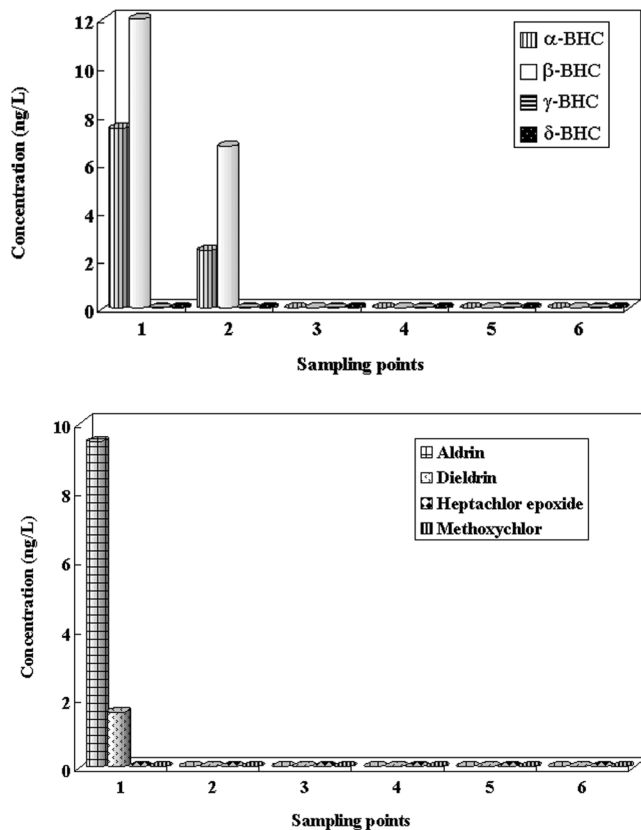 12
10
8
6
4
2
0
Concentration (ng/L)
α-BHC
β-BHC
γ-BHC
δ-BHC
1 2 3 4 5 6
Sampling points
10
8
6
4
2
0
Concentration (ng/L)
Aldrin
Dieldrin
Heptachlor epoxide
Methoxychlor
1 2 3 4 5 6
Sampling points